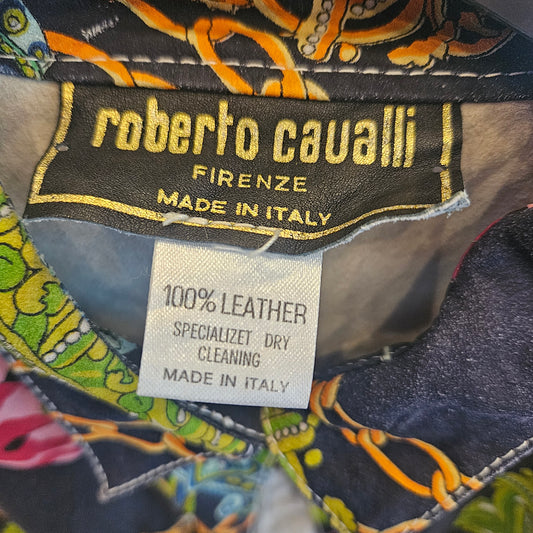 roberto cavalli
FIRENZE
MADE IN ITALY
100% LEATHER
SPECIALIZET DRY
CLEANING
MADE IN ITALY